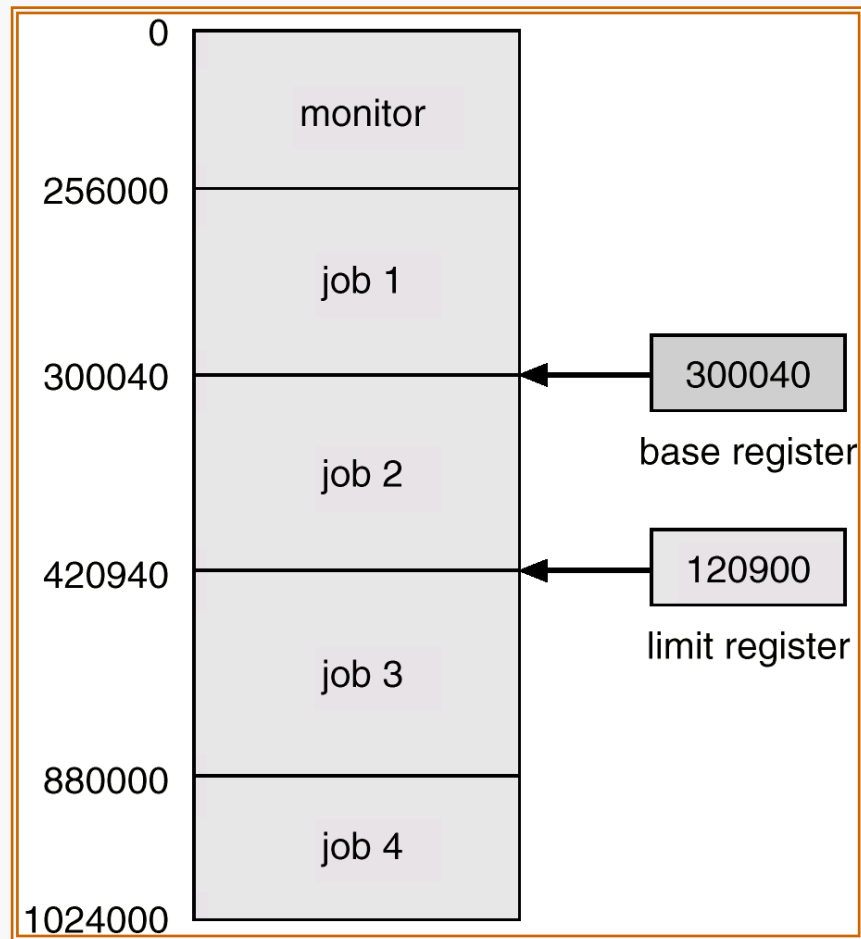 0
monitor
256000
job 1
300040
300040
base register
job 2
420940
120900
limit register
job 3
880000
job 4
1024000